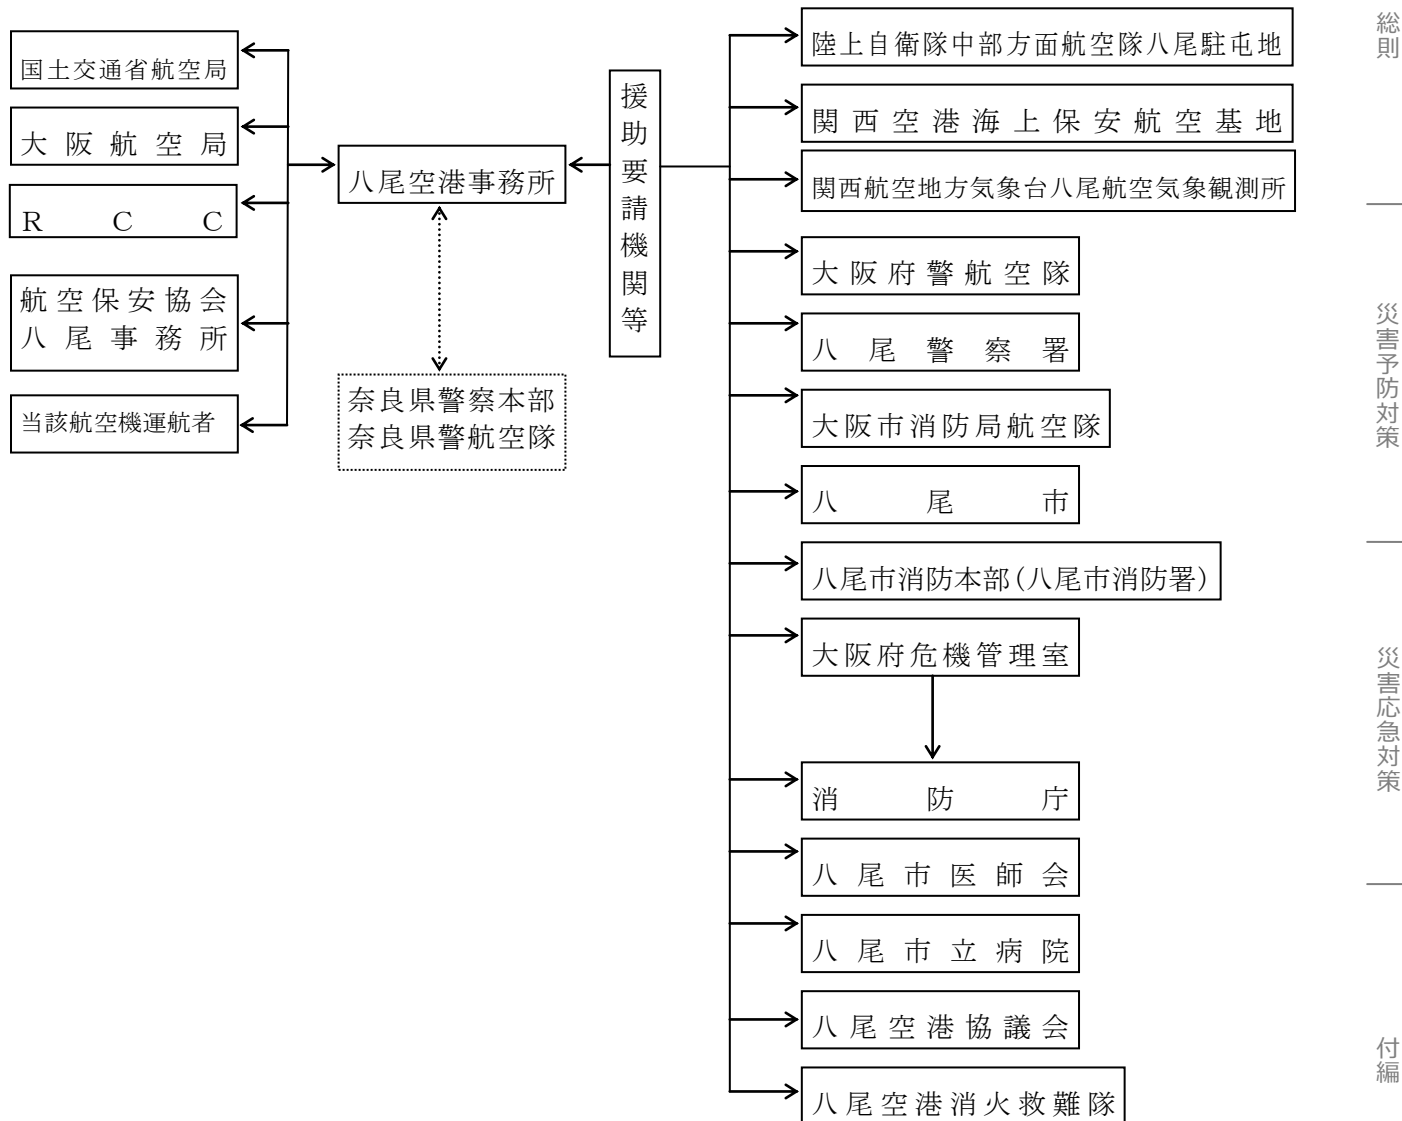 国土交通省航空局
大阪航空局
RCC
航空保安協会
八尾事務所
当該航空機運航者
八尾空港事務所
奈良県警察本部
奈良県警航空隊
援助要請機関等
陸上自衛隊中部方面航空隊八尾駐屯地
関西空港海上保安航空基地
関西航空地方気象台八尾航空気象観測所
大阪府警航空隊
八尾警察署
大阪市消防局航空隊
八尾市
八尾市消防本部(八尾市消防署)
大阪府危機管理室
消防庁
八尾市医師会
八尾市立病院
八尾空港協議会
八尾空港消火救難隊
総則
災害予防対策
災害応急対策
付編